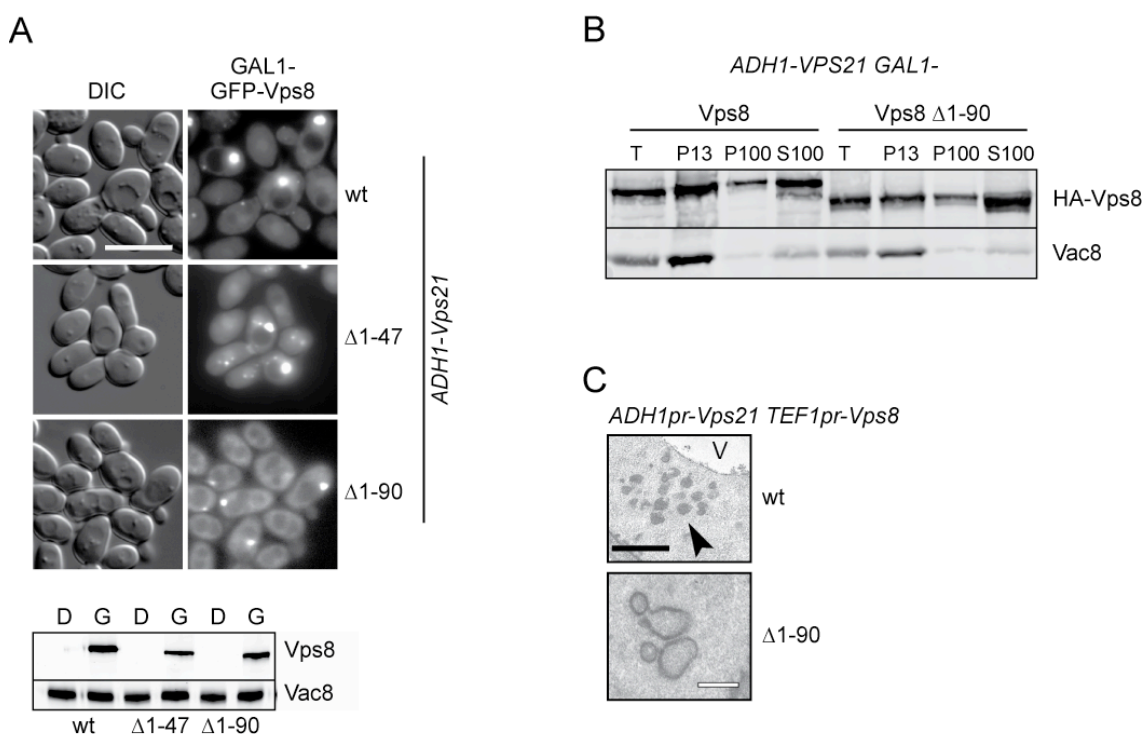 A
DIC
GAL1-
GFP-Vps8
wt
Δ1-47
Δ1-90
ADH1-Vps21
D G D G D G
Vps8
Vac8
wt Δ1-47 Δ1-90
B
ADH1-VPS21 GAL1-
Vps8 Vps8 Δ1-90
T P13 P100 S100 T P13 P100 S100
HA-Vps8
Vac8
C
ADH1pr-Vps21 TEF1pr-Vps8
V
wt
Δ1-90